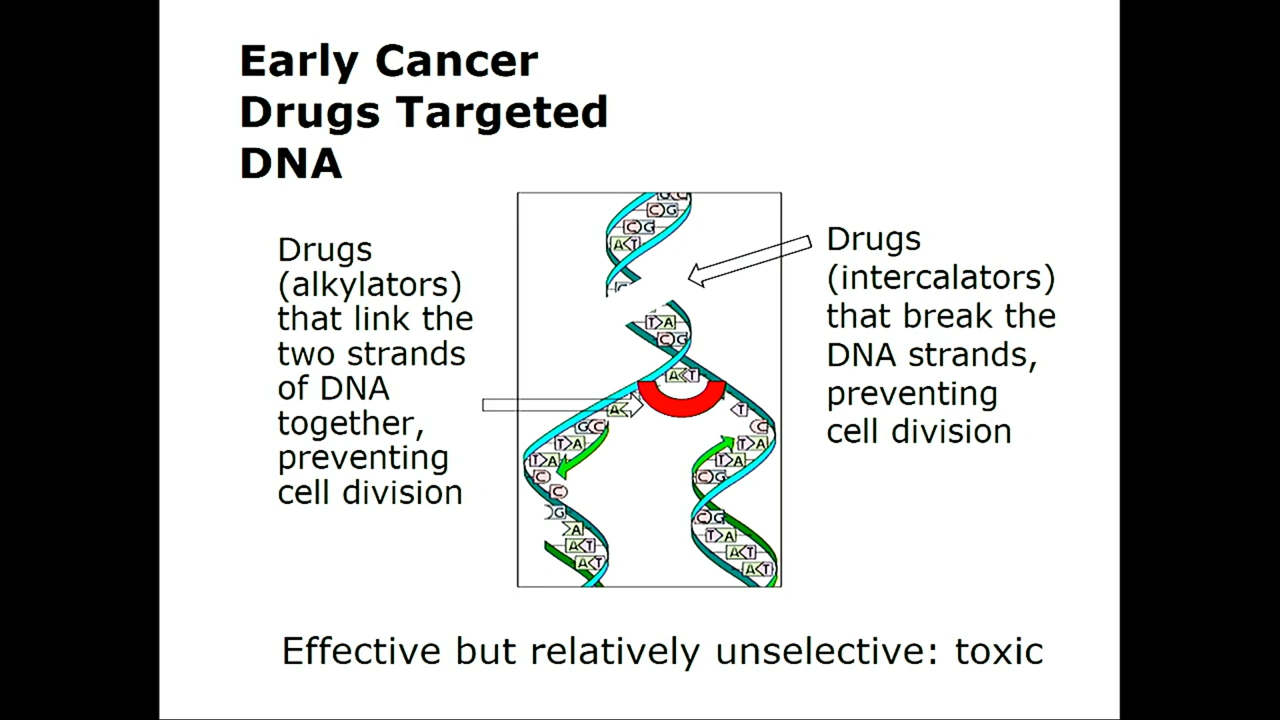 Early Cancer
Drugs Targeted
DNA
Drugs
(alkylators)
that link the
two strands
of DNA
together,
preventing
cell division
Drugs
(intercalators)
that break the
DNA strands,
preventing
cell division
G C
C G
C G
A T
G
T A
C G
A T
A
T
G C
C
T A
T A
T A
T A
C
C G
C
G
C G
A
T A
A T
A T
A T
A T
Effective but relatively unselective: toxic